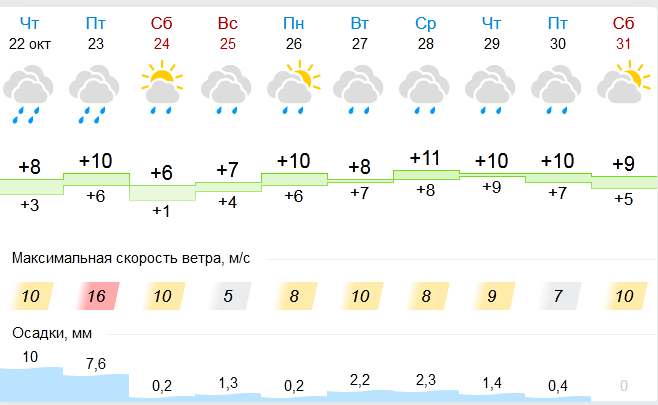 Чт Пт Сб Вс Пн Вт Ср Чт Пт Сб
22 окт 23 24 25 26 27 28 29 30 31
+8 +10 +6 +7 +10 +8 +11 +10 +10 +9
+3 +6 +1 +4 +6 +7 +8 +9 +7 +5
Максимальная скорость ветра, м/с
10 16 10 5 8 10 8 9 7 10
Осадки, мм
10 7,6 0,2 1,3 0,2 2,2 2,3 1,4 0,4 0